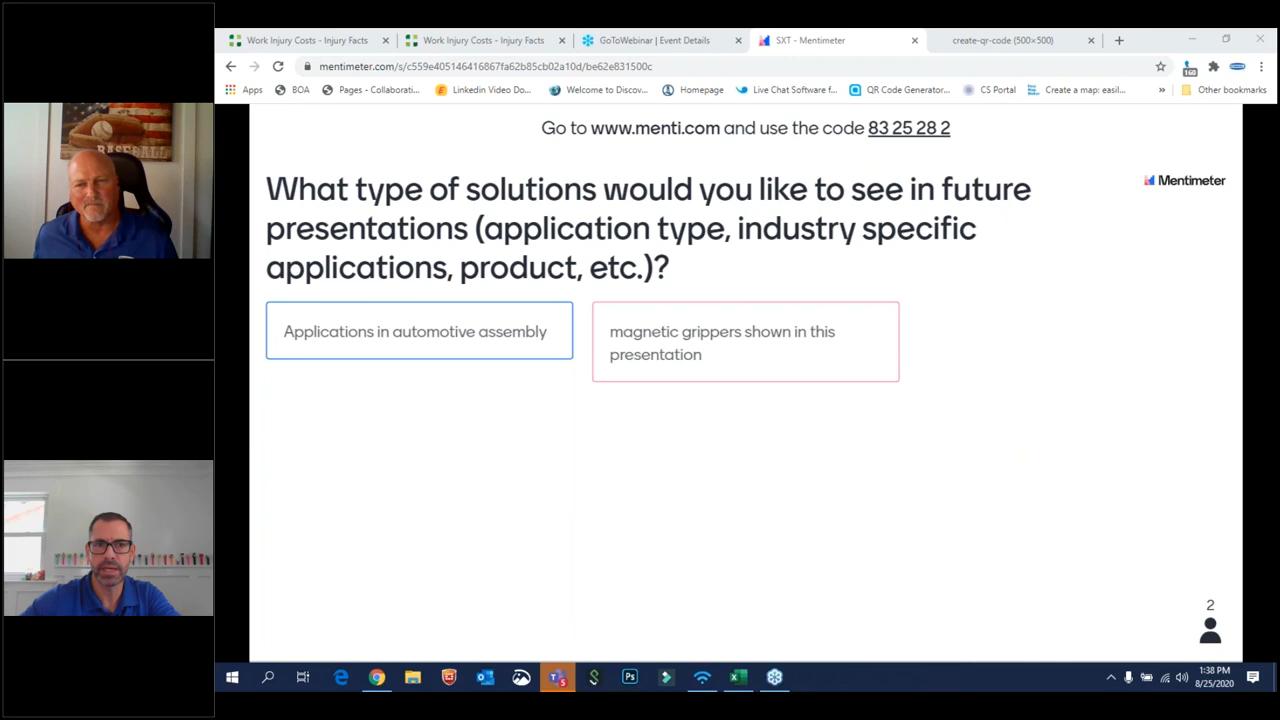 BASEBALL
Work Injury Costs - Injury Facts
Work Injury Costs - Injury Facts
GoToWebinar | Event Details
SXT - Mentimeter
create-qr-code (500×500)
mentimeter.com/s/c559e405146416867fa62b85cb02a10d/be62e831500c
160
Apps
BOA
Pages - Collaborati...
Linkedin Video Do...
Welcome to Discov...
Homepage
Live Chat Software f...
QR Code Generator...
CS Portal
Create a map: easil...
»
Other bookmarks
Go to www.menti.com and use the code 83 25 28 2
Mentimeter
What type of solutions would you like to see in future
presentations (application type, industry specific
applications, product, etc.)?
Applications in automotive assembly
magnetic grippers shown in this
presentation
2
1:38 PM
8/25/2020